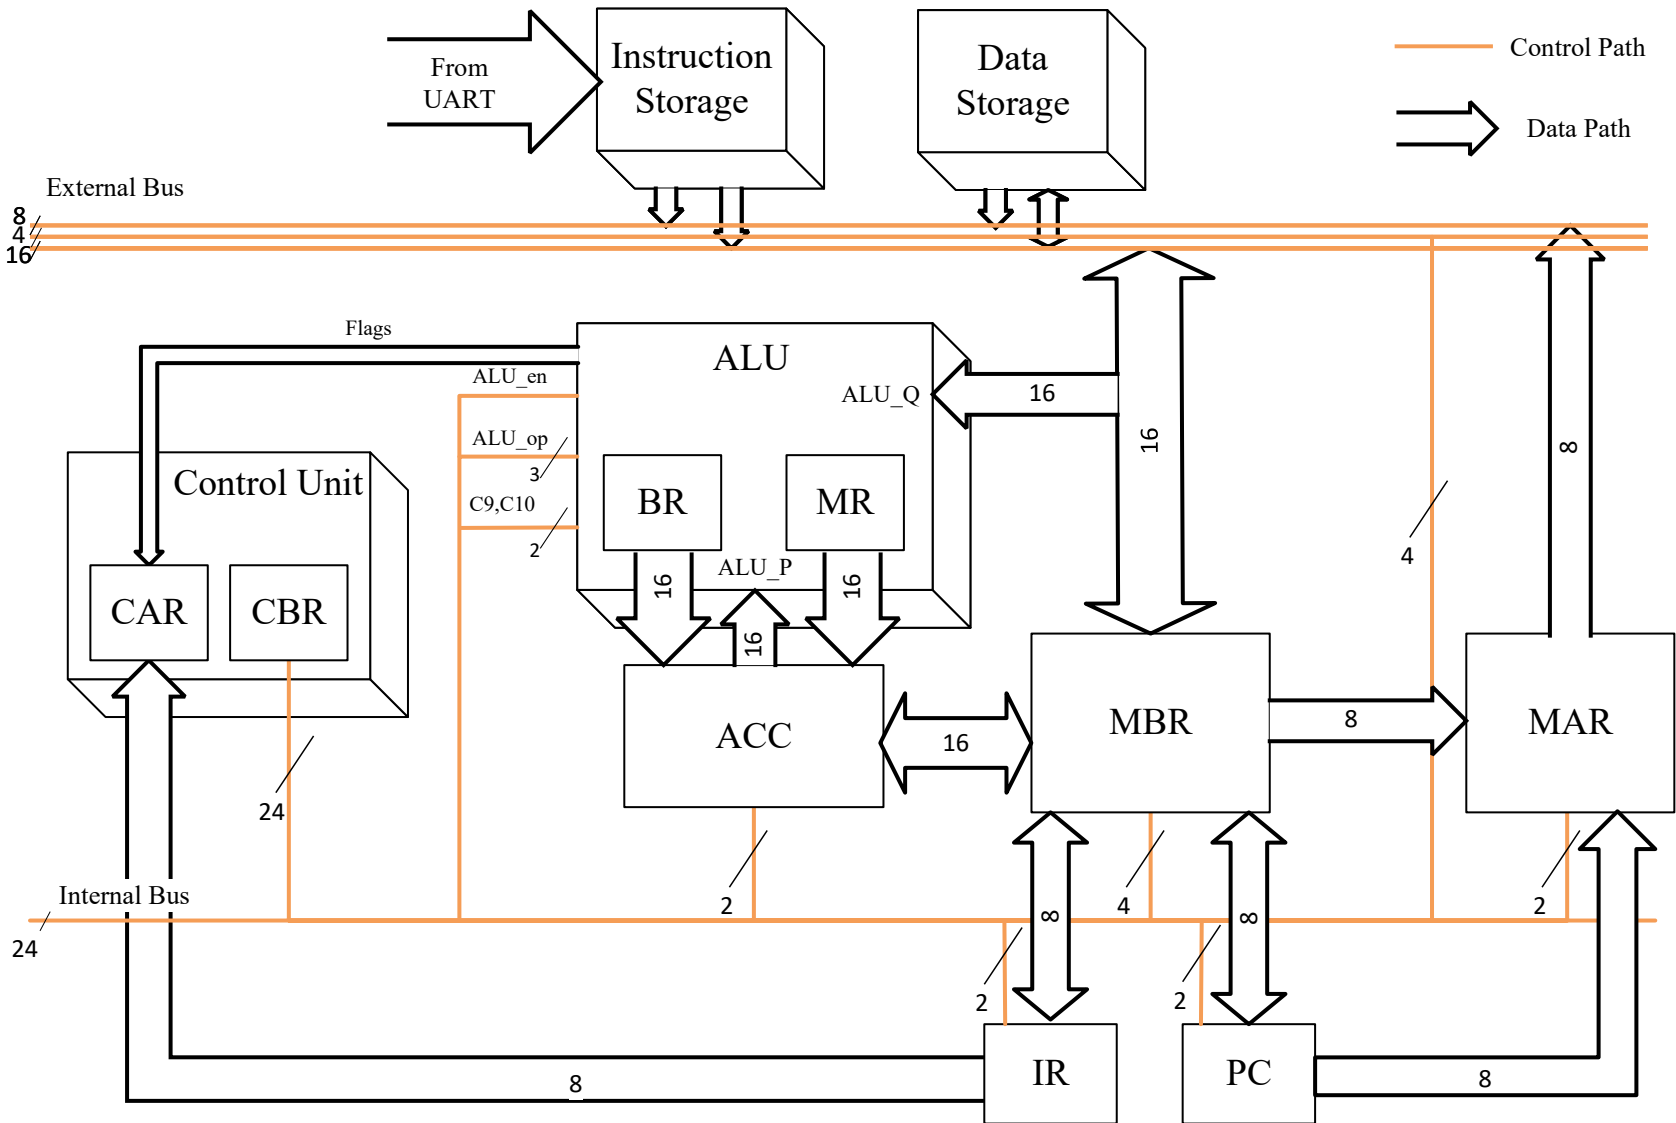 From
UART
Instruction
Storage
Data
Storage
Control Path
Data Path
External Bus
8
4
16
Flags
ALU
ALU_en
ALU_Q
16
16
8
ALU_op
3
C9,C10
2
BR
MR
Control Unit
4
ALU_P
16
16
16
CAR
CBR
ACC
16
MBR
8
MAR
24
2
4
2
Internal Bus
24
8
8
2
2
IR
PC
8
8